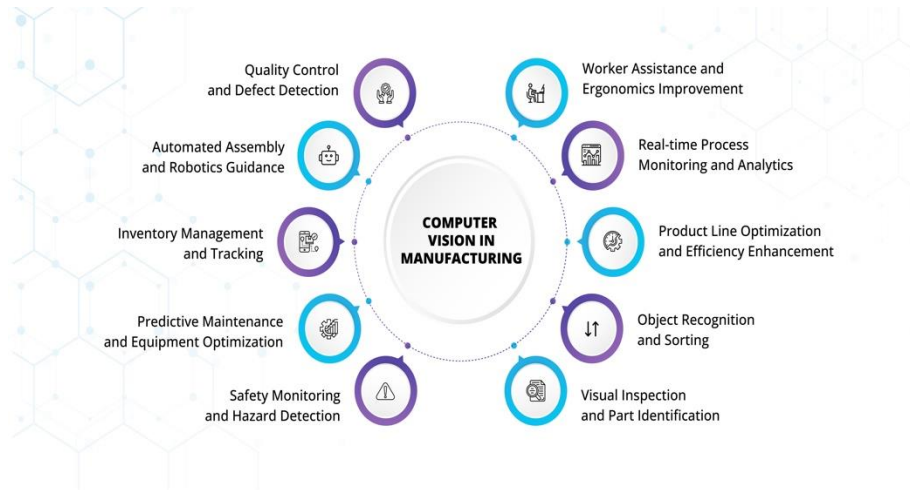 Quality Control
and Defect Detection
Automated Assembly
and Robotics Guidance
Inventory Management
and Tracking
Predictive Maintenance
and Equipment Optimization
Safety Monitoring
and Hazard Detection
COMPUTER
VISION IN
MANUFACTURING
Worker Assistance and
Ergonomics Improvement
Real-time Process
Monitoring and Analytics
Product Line Optimization
and Efficiency Enhancement
Object Recognition
and Sorting
Visual Inspection
and Part Identification